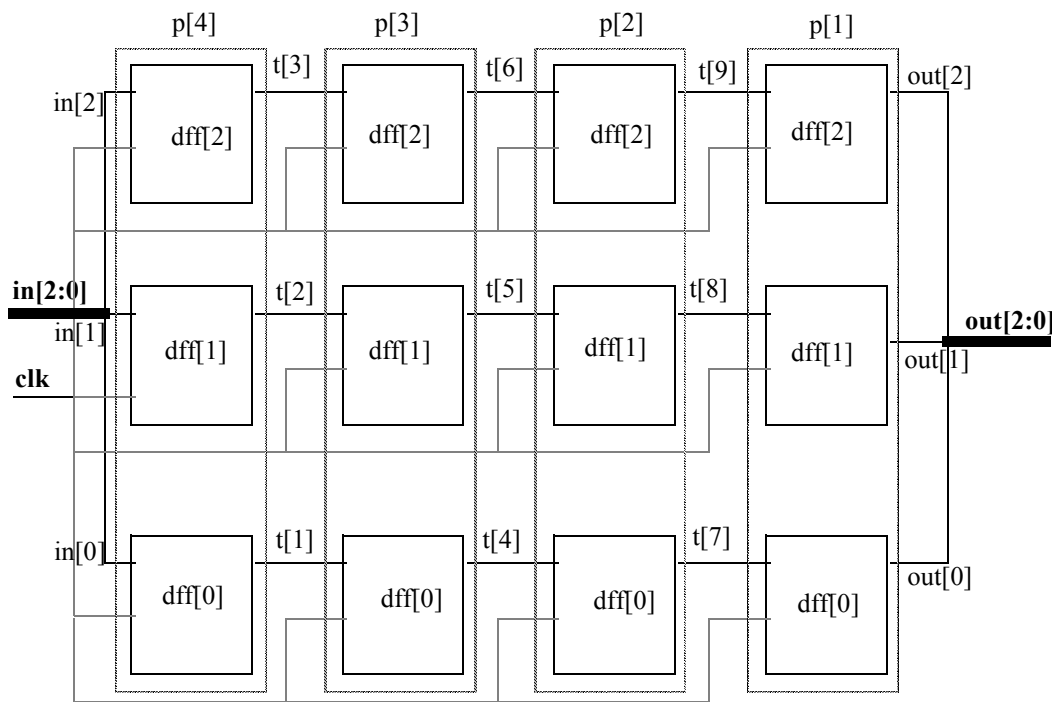 p[4] p[3] p[2] p[1]
t[3] t[6] t[9] out[2]
in[2]
dff[2] dff[2] dff[2] dff[2]
in[2:0] t[2] t[5] t[8]
in[1] out[2:0]
dff[1] dff[1] dff[1] dff[1]
out[1]
clk
in[0] t[1] t[4] t[7]
out[0]
dff[0] dff[0] dff[0] dff[0]